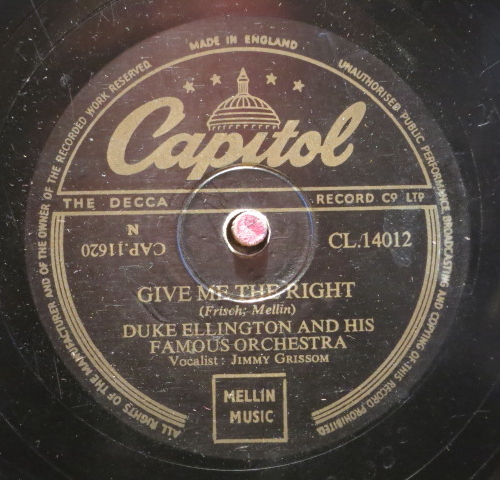 MADE IN ENGLAND
ALL RIGHTS OF THE MANUFACTURER AND OF THE OWNER OF THE RECORDED WORK RESERVED
UNAUTHORISED PUBLIC PERFORMANCE, BROADCASTING AND COPYING OF THIS RECORD PROHIBITED
Capitol
THE DECCA RECORD CO LTD
N
CAP.11620
CL.14012
GIVE ME THE RIGHT
(Frisch; Mellin)
DUKE ELLINGTON AND HIS
FAMOUS ORCHESTRA
Vocalist: JIMMY GRISSOM
MELLIN
MUSIC